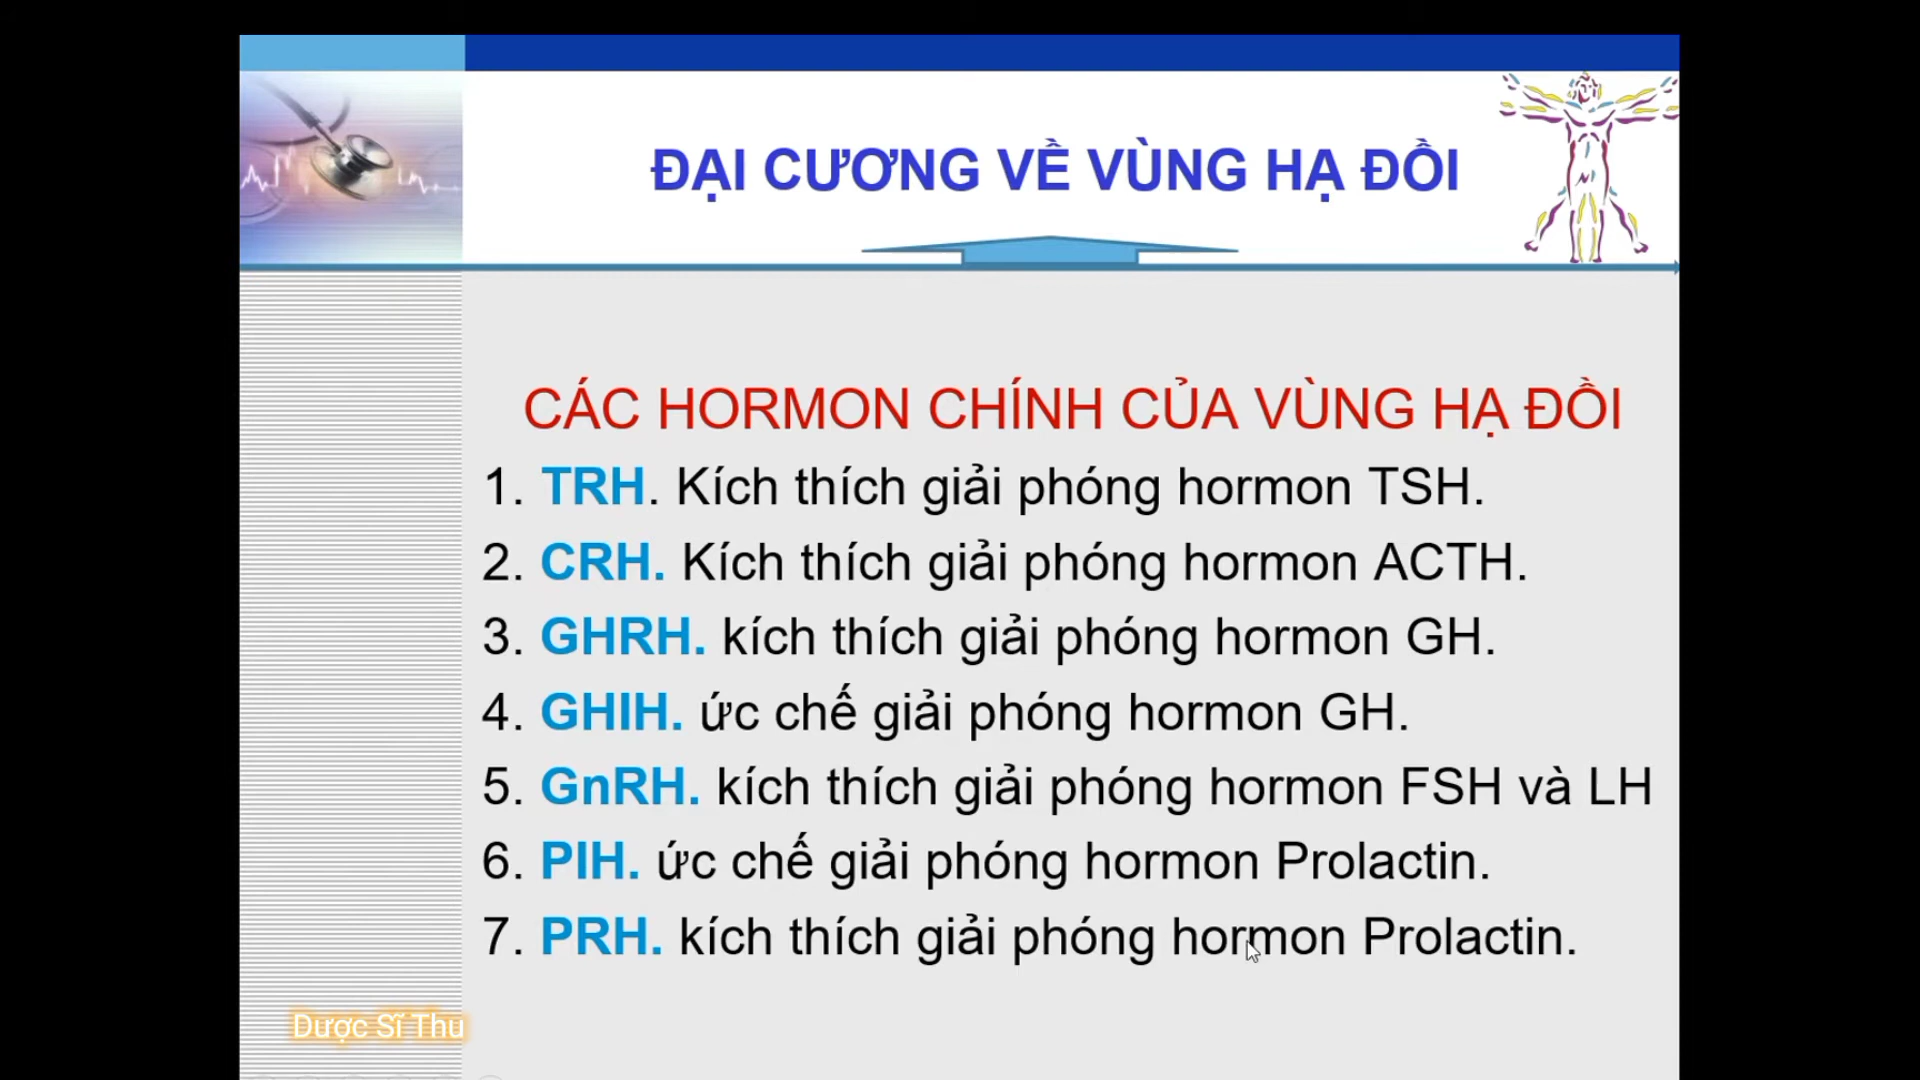 ĐẠI CƯƠNG VỀ VÙNG HẠ ĐỒI
CÁC HORMON CHÍNH CỦA VÙNG HẠ ĐỒI
1. TRH. Kích thích giải phóng hormon TSH.
2. CRH. Kích thích giải phóng hormon ACTH.
3. GHRH. kích thích giải phóng hormon GH.
4. GHIH. ức chế giải phóng hormon GH.
5. GnRH. kích thích giải phóng hormon FSH và LH
6. PIH. ức chế giải phóng hormon Prolactin.
7. PRH. kích thích giải phóng hormon Prolactin.
Dược Sĩ Thu